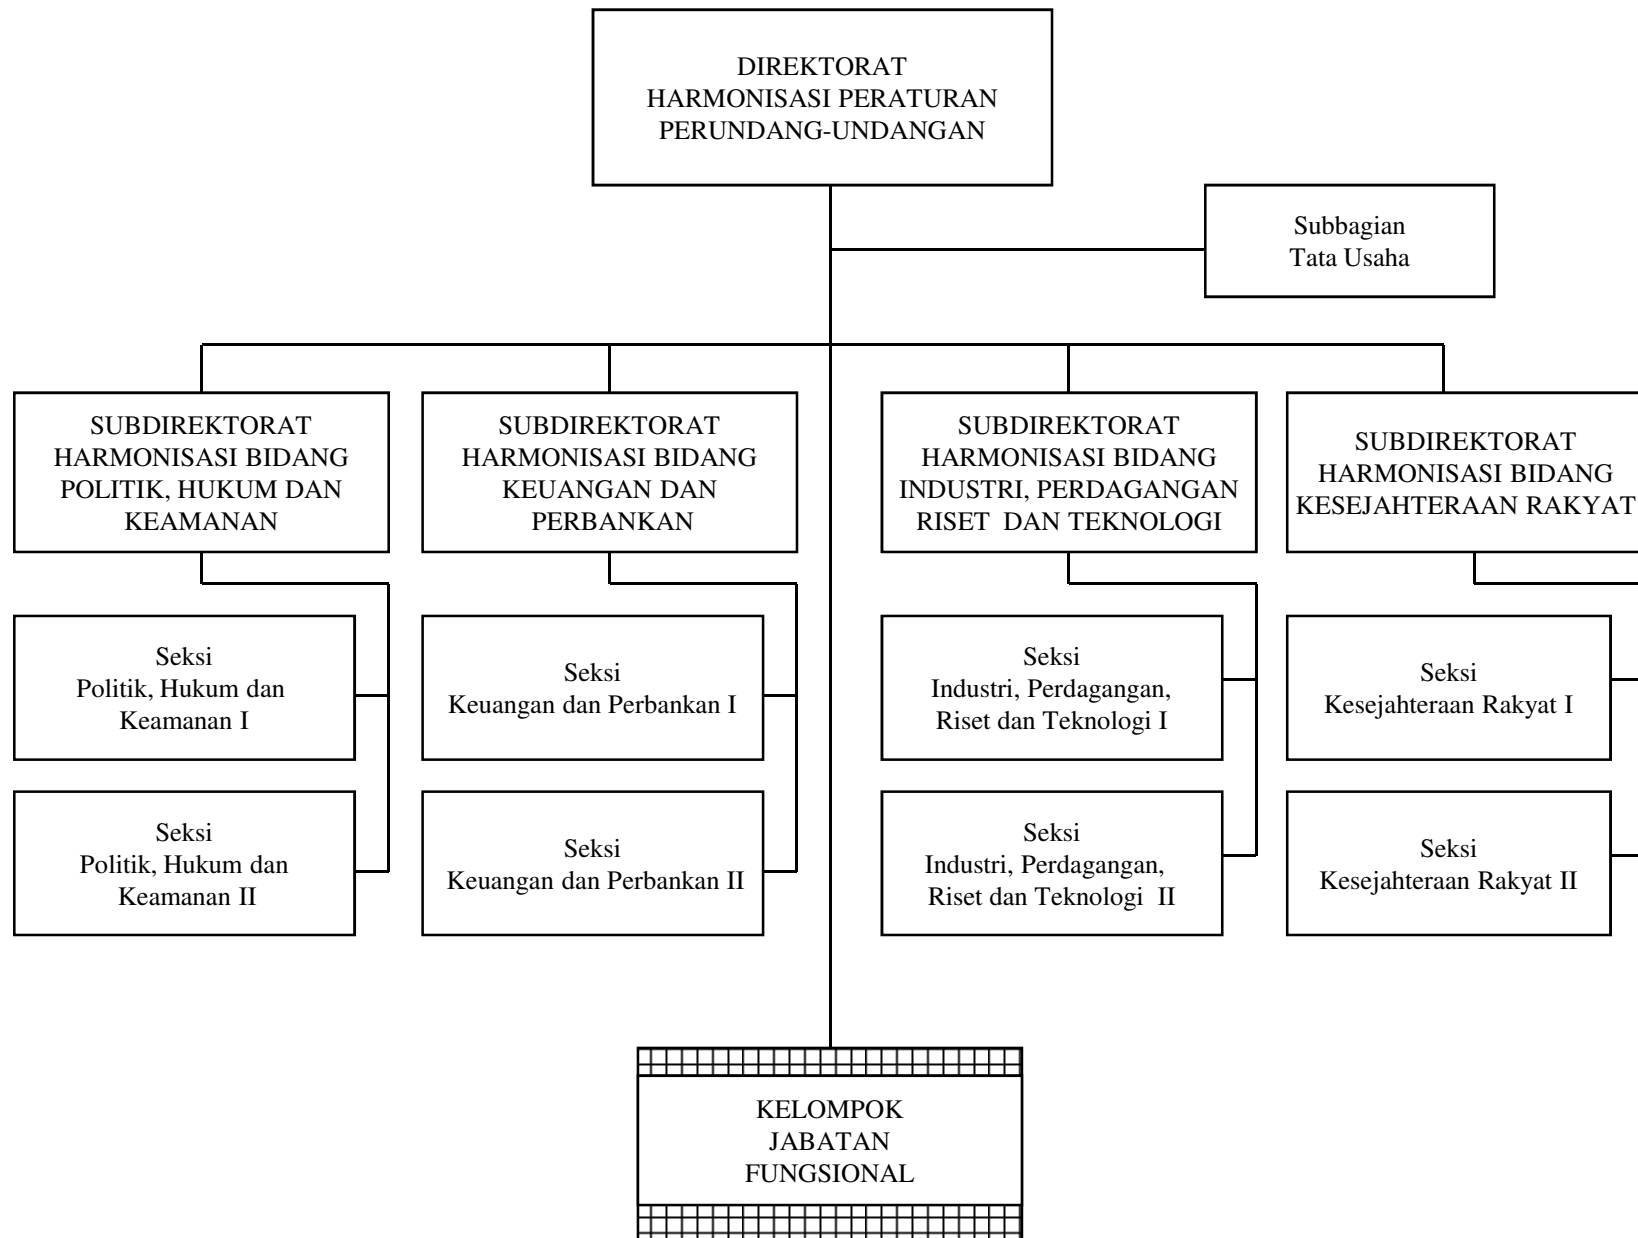 DIREKTORAT
HARMONISASI PERATURAN
PERUNDANG-UNDANGAN
Subbagian
Tata Usaha
SUBDIREKTORAT
HARMONISASI BIDANG
POLITIK, HUKUM DAN
KEAMANAN
SUBDIREKTORAT
HARMONISASI BIDANG
KEUANGAN DAN
PERBANKAN
SUBDIREKTORAT
HARMONISASI BIDANG
INDUSTRI, PERDAGANGAN
RISET DAN TEKNOLOGI
SUBDIREKTORAT
HARMONISASI BIDANG
KESEJAHTERAAN RAKYAT
Seksi
Politik, Hukum dan
Keamanan I
Seksi
Keuangan dan Perbankan I
Seksi
Industri, Perdagangan,
Riset dan Teknologi I
Seksi
Kesejahteraan Rakyat I
Seksi
Politik, Hukum dan
Keamanan II
Seksi
Keuangan dan Perbankan II
Seksi
Industri, Perdagangan,
Riset dan Teknologi II
Seksi
Kesejahteraan Rakyat II
KELOMPOK
JABATAN
FUNGSIONAL